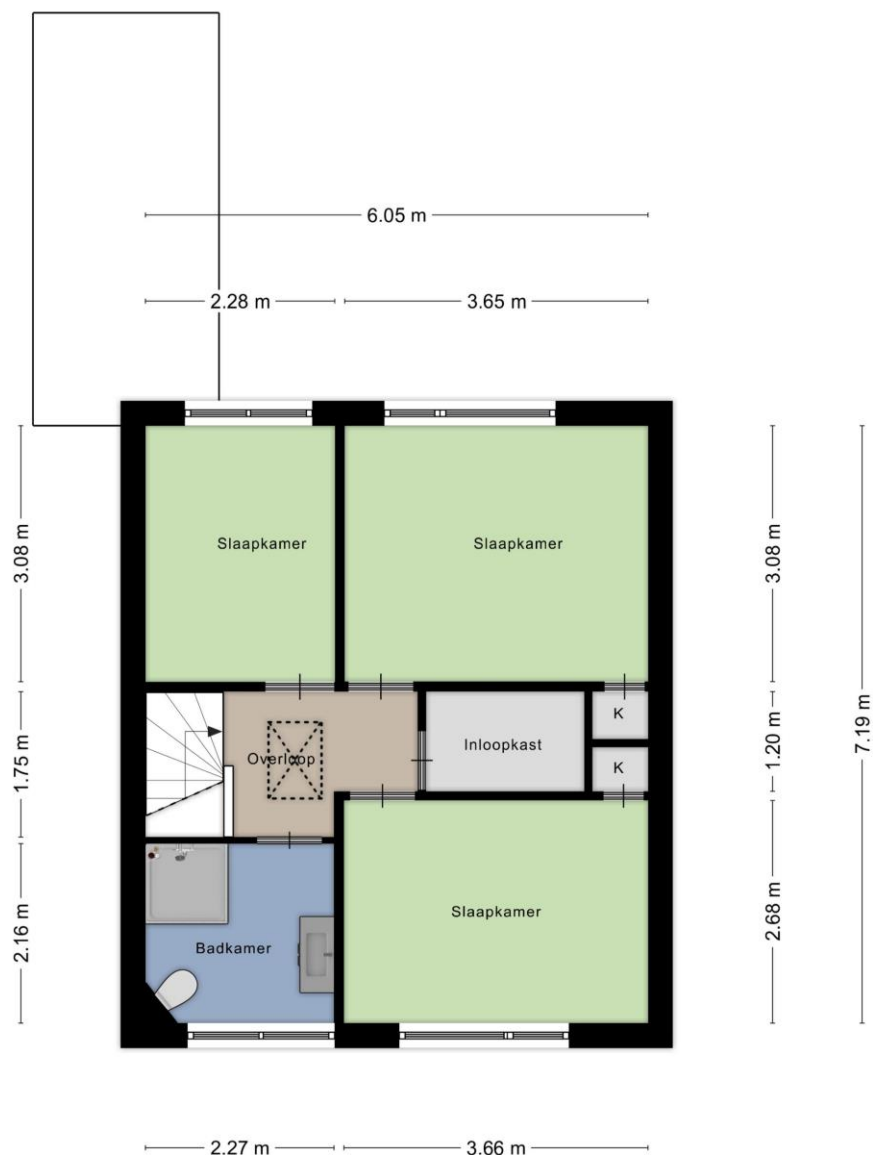 6.05 m
2.28 m
3.65 m
Slaapkamer
Slaapkamer
3.08 m
3.08 m
7.19 m
K
Inloopkast
Overloop
K
1.75 m
1.20 m
Slaapkamer
Badkamer
2.16 m
2.68 m
2.27 m
3.66 m